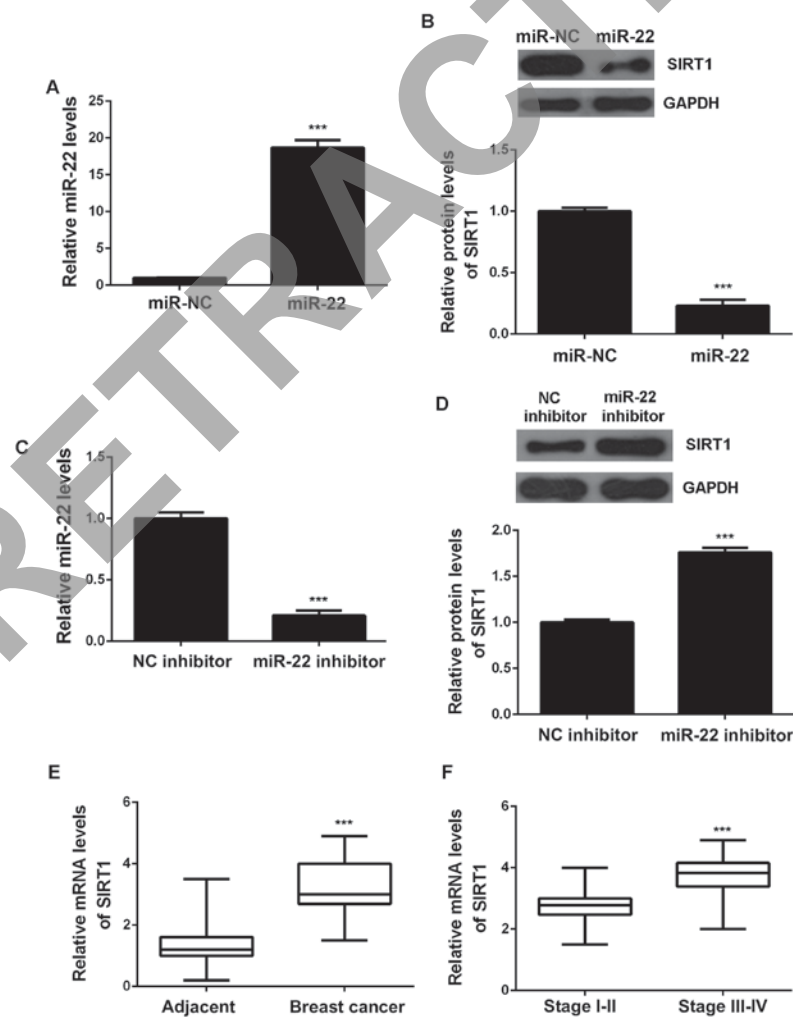 A
Relative miR-22 levels
25
20
15
10
5
0
***
miR-NC
miR-22
B
miR-NC miR-22
SIRT1
GAPDH
Relative protein levels
of SIRT1
1.5
1.0
0.5
0.0
***
miR-NC
miR-22
C
Relative miR-22 levels
1.5
1.0
0.5
0.0
***
NC inhibitor
miR-22 inhibitor
D
NC
inhibitor
miR-22
inhibitor
SIRT1
GAPDH
Relative protein levels
of SIRT1
2.0
1.5
1.0
0.5
0.0
***
NC inhibitor
miR-22 inhibitor
E
Relative mRNA levels
of SIRT1
6
4
2
0
***
Adjacent
Breast cancer
F
Relative mRNA levels
of SIRT1
6
4
2
0
***
Stage I-II
Stage III-IV
RETRACT